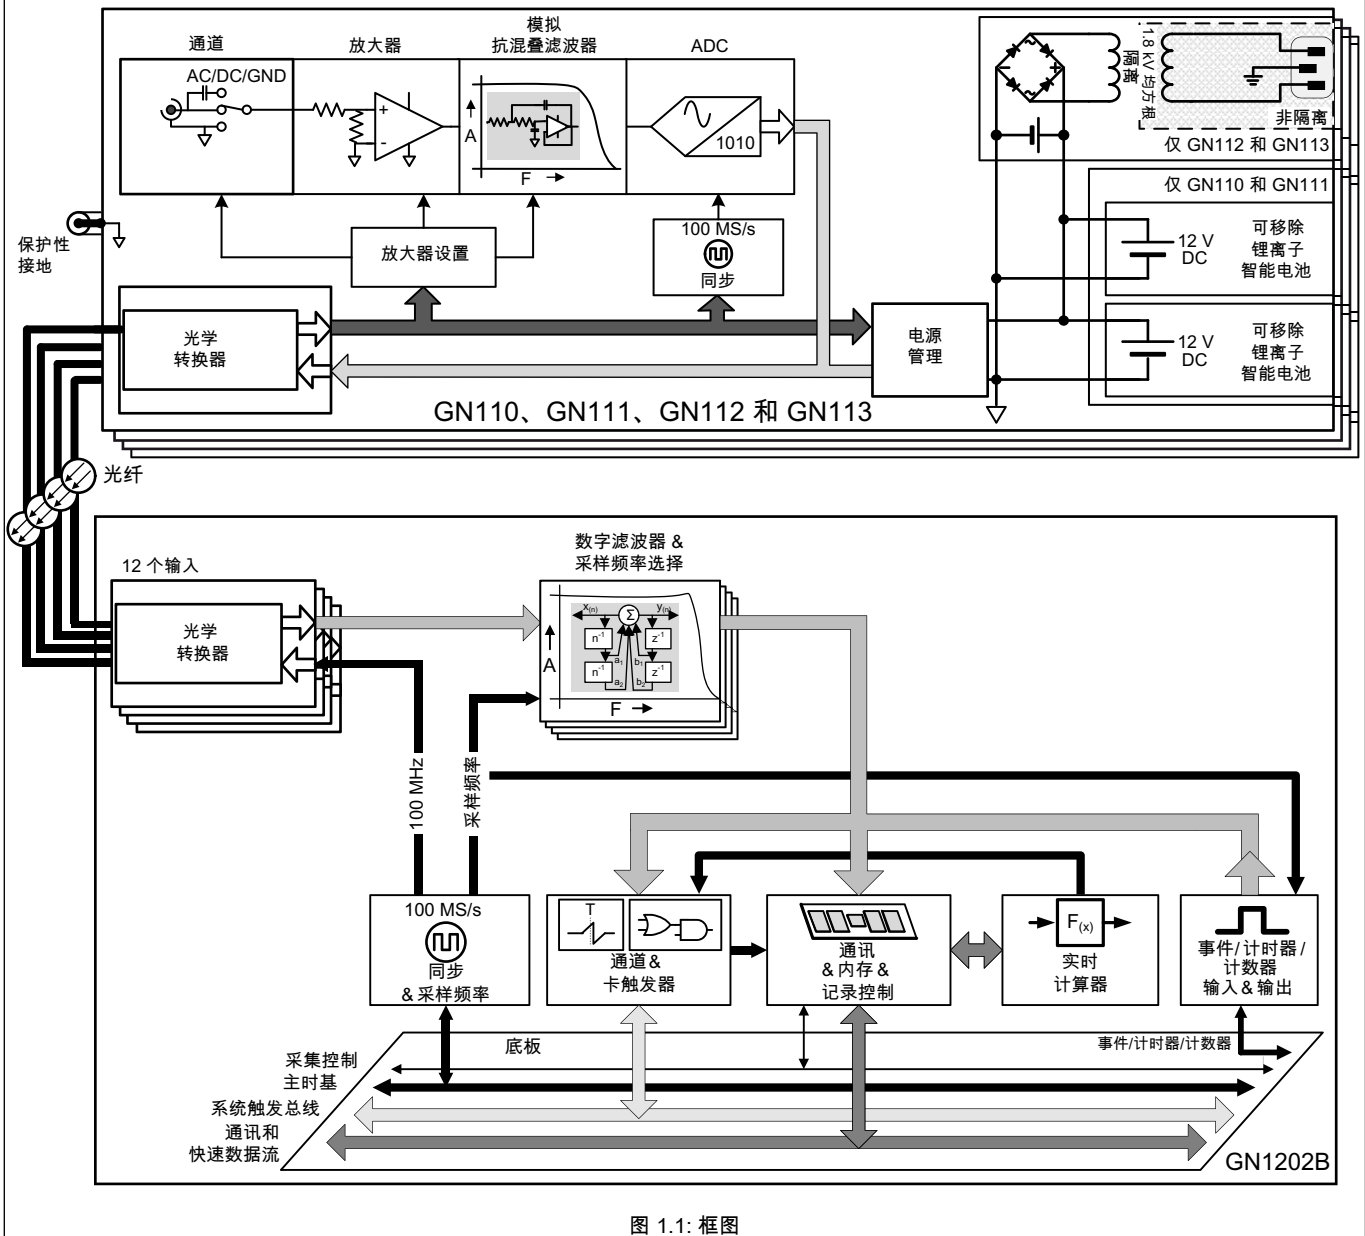 通道
放大器
模拟
抗混叠滤波器
ADC
AC/DC/GND
+
-
A
F
1010
1.8 kV 均方根
隔离
非隔离
仅 GN112 和 GN113
仅 GN110 和 GN111
12 V
DC
可移除
锂离子
智能电池
12 V
DC
可移除
锂离子
智能电池
保护性
接地
放大器设置
100 MS/s
同步
光学
转换器
电源
管理
GN110、GN111、GN112 和 GN113
光纤
12 个输入
光学
转换器
数字滤波器 &
采样频率选择
x(n)
Σ
y(n)
n-1
z-1
a1
b1
n-1
z-1
a2
b2
A
F
100 MHz
采样频率
100 MS/s
同步
& 采样频率
T
通道 &
卡触发器
通讯
& 内存 &
记录控制
F(x)
实时
计算器
事件/ 计时器 /
计数器
输入 & 输出
底板
事件/计时器/计数器
采集控制
主时基
系统触发总线
通讯和
快速数据流
GN1202B
图 1.1: 框图